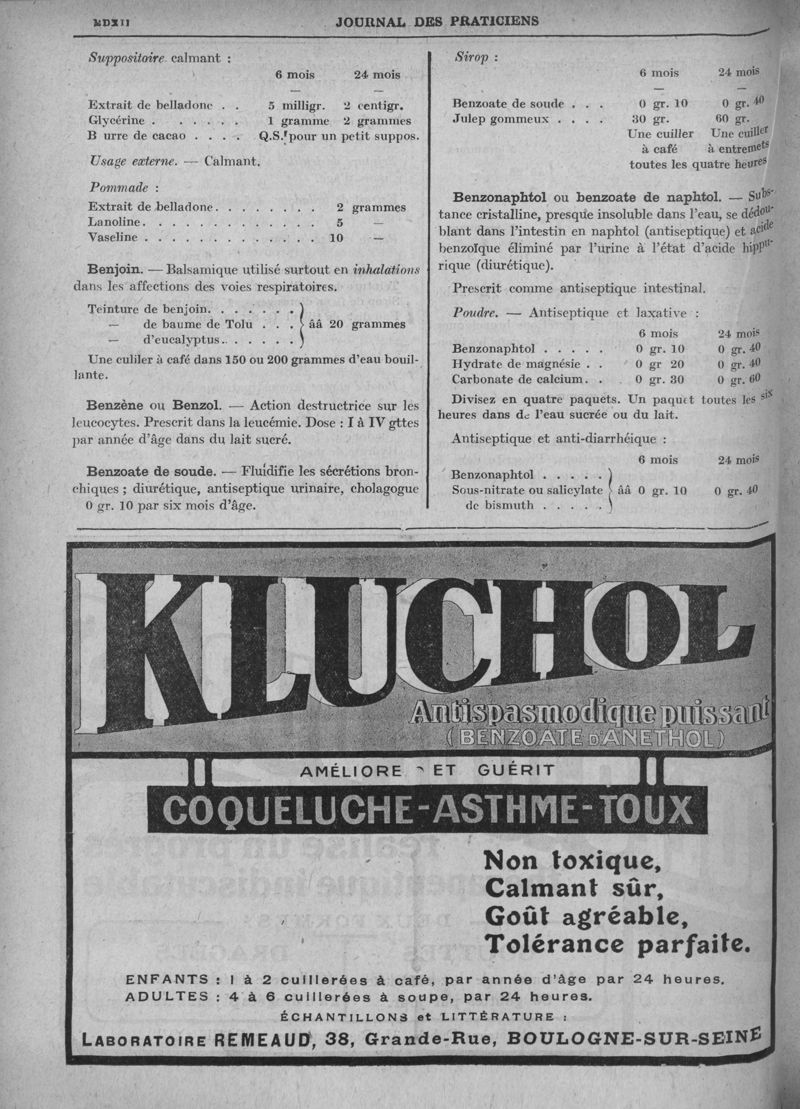 MDXII
JOURNAL DES PRATICIENS
Suppositoire calmant :
6 mois 24 mois
— —
Extrait de belladone . . 5 milligr. 2 centigr.
Glycérine . . . . . . 1 gramme 2 grammes
B urre de cacao . . . . Q.S. pour un petit suppos.
Usage externe. — Calmant.
Pommade :
Extrait de belladone. . . . . . . . 2 grammes
Lanoline. . . . . . . . . . . . . 5 —
Vaseline . . . . . . . . . . . . . 10 —
Benjoin. — Balsamique utilisé surtout en inhalations
dans les affections des voies respiratoires.
Teinture de benjoin. . . . . . .
— de baume de Tolu . . . } ââ 20 grammes
— d'eucalyptus. . . . . . .
Une culiler à café dans 150 ou 200 grammes d'eau bouil-
lante.
Benzène ou Benzol. — Action destructrice sur les
leucocytes. Prescrit dans la leucémie. Dose : I à IV gttes
par année d'âge dans du lait sucré.
Benzoate de soude. — Fluidifie les sécrétions bron-
chiques ; diurétique, antiseptique urinaire, cholagogue
0 gr. 10 par six mois d'âge.
Sirop :
6 mois 24 mois
— —
Benzoate de soude . . . 0 gr. 10 0 gr. 40
Julep gommeux . . . . 30 gr. 60 gr.
Une cuiller Une cuiller
à café à entremets
toutes les quatre heures
Benzonaphtol ou benzoate de naphtol. — Subs-
tance cristalline, presque insoluble dans l'eau, se dédou-
blant dans l'intestin en naphtol (antiseptique) et acide
benzoïque éliminé par l'urine à l'état d'acide hippu-
rique (diurétique).
Prescrit comme antiseptique intestinal.
Poudre. — Antiseptique et laxative :
6 mois 24 mois
Benzonaphtol . . . . . 0 gr. 10 0 gr. 40
Hydrate de magnésie . . 0 gr 20 0 gr. 40
Carbonate de calcium. . . 0 gr. 30 0 gr. 60
Divisez en quatre paquets. Un paquet toutes les six
heures dans de l'eau sucrée ou du lait.
Antiseptique et anti-diarrhéique :
6 mois 24 mois
Benzonaphtol . . . . .
Sous-nitrate ou salicylate } ââ 0 gr. 10 0 gr. 40
de bismuth . . . . .
KLUCHOL
Antispasmodique puissant
(BENZOATE D'ANETHOL)
AMÉLIORE ET GUÉRIT
COQUELUCHE-ASTHME-TOUX
Non toxique,
Calmant sûr,
Goût agréable,
Tolérance parfaite.
ENFANTS : 1 à 2 cuillerées à café, par année d'âge par 24 heures.
ADULTES : 4 à 6 cuillerées à soupe, par 24 heures.
ÉCHANTILLONS et LITTÉRATURE :
LABORATOIRE REMEAUD, 38, Grande-Rue, BOULOGNE-SUR-SEINE